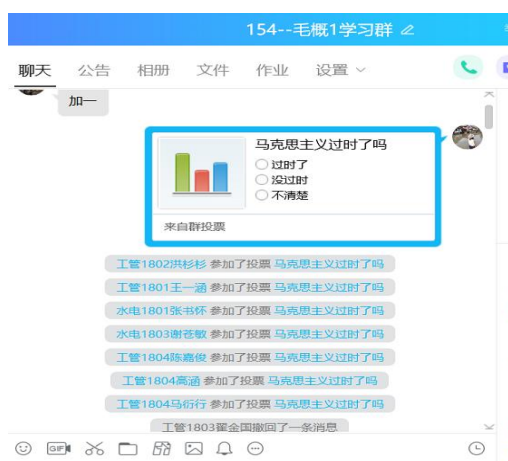 154--毛概1学习群
聊天 公告 相册 文件 作业 设置
加一
马克思主义过时了吗
过时了
没过时
不清楚
来自群投票
工管1802洪杉杉 参加了投票 马克思主义过时了吗
工管1801王一涵 参加了投票 马克思主义过时了吗
水电1801张书怀 参加了投票 马克思主义过时了吗
水电1803谢苍敏 参加了投票 马克思主义过时了吗
工管1804陈嘉俊 参加了投票 马克思主义过时了吗
工管1804高涵 参加了投票 马克思主义过时了吗
工管1804马衍行 参加了投票 马克思主义过时了吗
工管1803翟金国撤回了一条消息
GIF